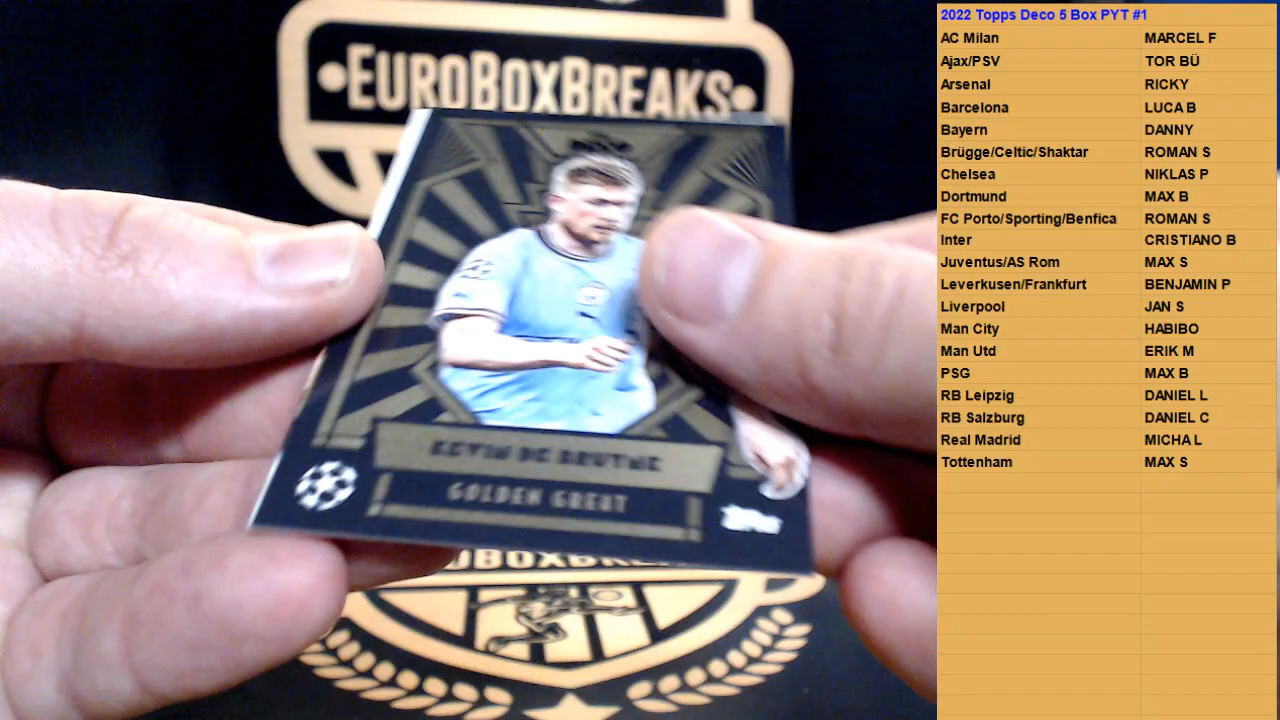 EUROBOXBREAKS
KEVIN DE BRUYNE
GOLDEN GREAT
topps
2022 Topps Deco 5 Box PYT #1
AC Milan MARCEL F
Ajax/PSV TOR BÜ
Arsenal RICKY
Barcelona LUCA B
Bayern DANNY
Brügge/Celtic/Shaktar ROMAN S
Chelsea NIKLAS P
Dortmund MAX B
FC Porto/Sporting/Benfica ROMAN S
Inter CRISTIANO B
Juventus/AS Rom MAX S
Leverkusen/Frankfurt BENJAMIN P
Liverpool JAN S
Man City HABIBO
Man Utd ERIK M
PSG MAX B
RB Leipzig DANIEL L
RB Salzburg DANIEL C
Real Madrid MICHA L
Tottenham MAX S